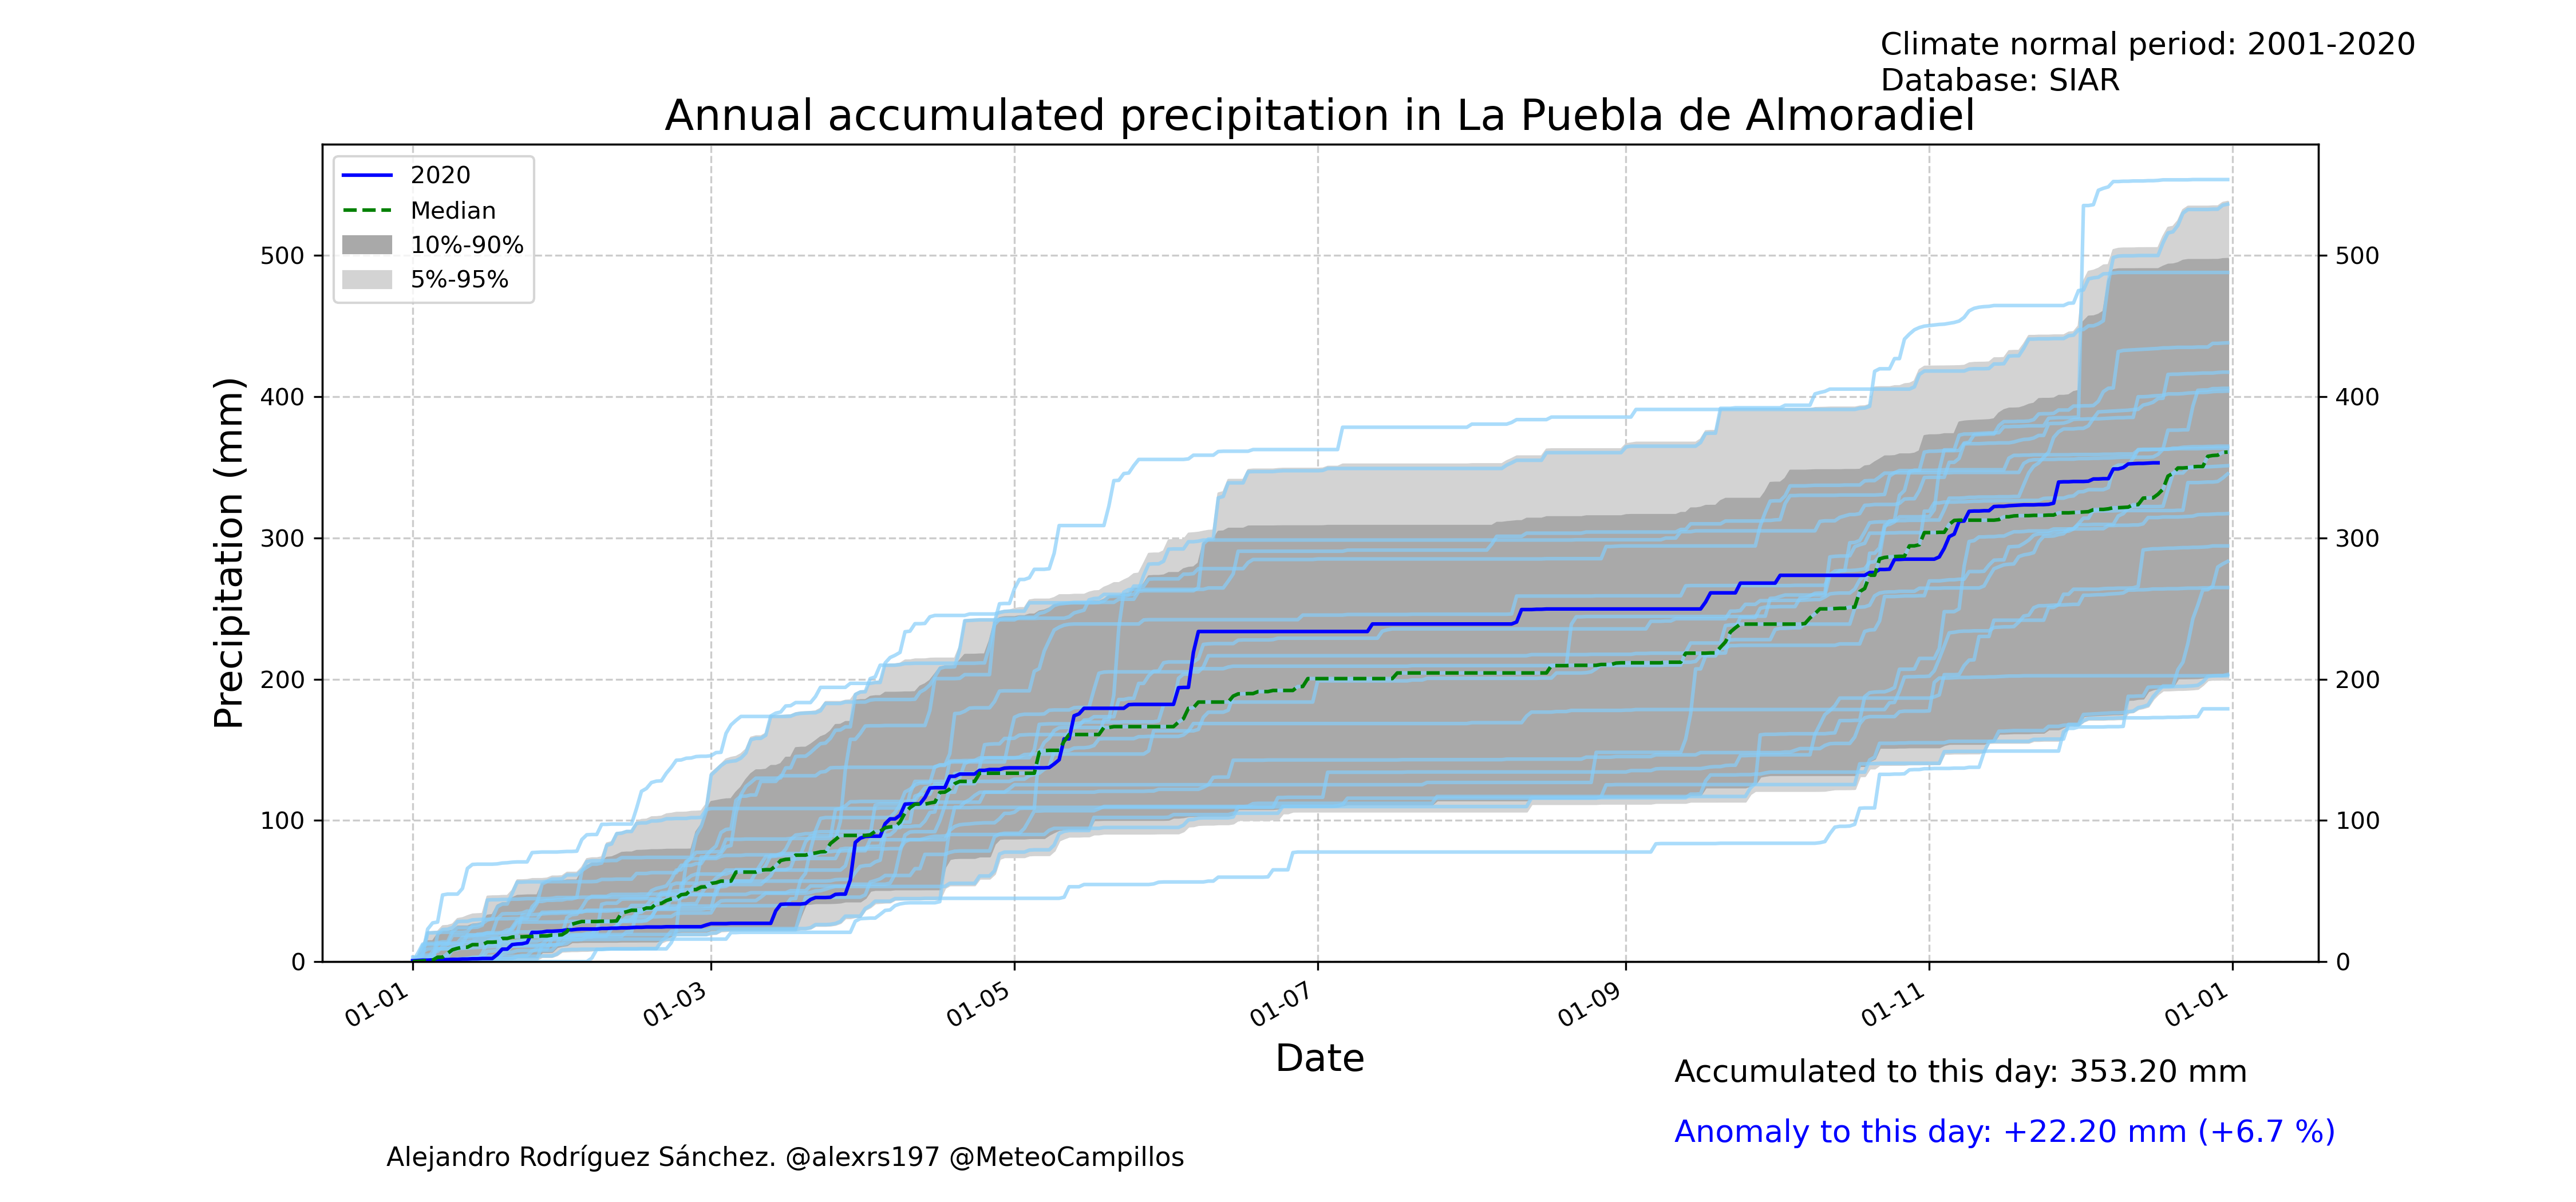 Climate normal period: 2001-2020
Database: SIAR
Annual accumulated precipitation in La Puebla de Almoradiel
2020
Median
10%-90%
5%-95%
Precipitation (mm)
500
400
300
200
100
0
500
400
300
200
100
0
01-01
01-03
01-05
01-07
01-09
01-11
01-01
Date
Accumulated to this day: 353.20 mm
Anomaly to this day: +22.20 mm (+6.7 %)
Alejandro Rodríguez Sánchez. @alexrs197 @MeteoCampillos